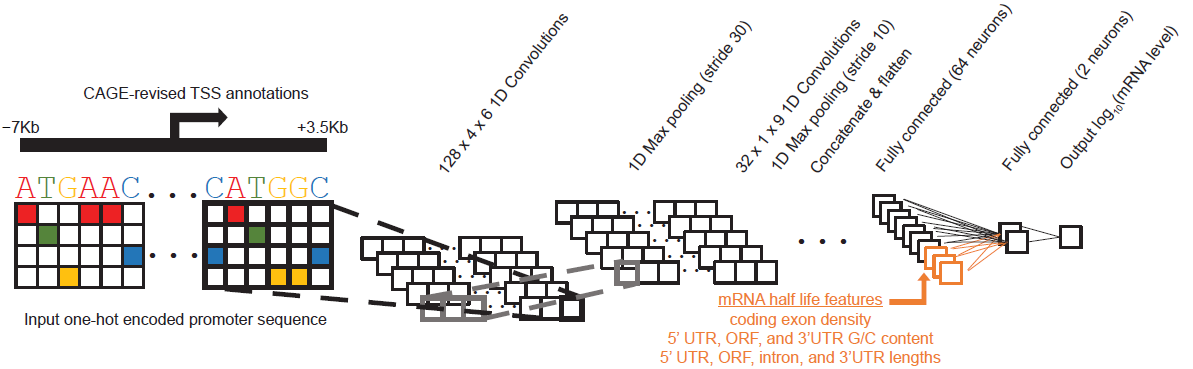 CAGE-revised TSS annotations
−7Kb
+3.5Kb
ATGAAC...CATGGC
Input one-hot encoded promoter sequence
128 x 4 x 6 1D Convolutions
1D Max pooling (stride 30)
32 x 1 x 9 1D Convolutions
1D Max pooling (stride 10)
Concatenate & flatten
Fully connected (64 neurons)
Fully connected (2 neurons)
Output log10(mRNA level)
mRNA half life features
coding exon density
5’ UTR, ORF, and 3’UTR G/C content
5’ UTR, ORF, intron, and 3’UTR lengths